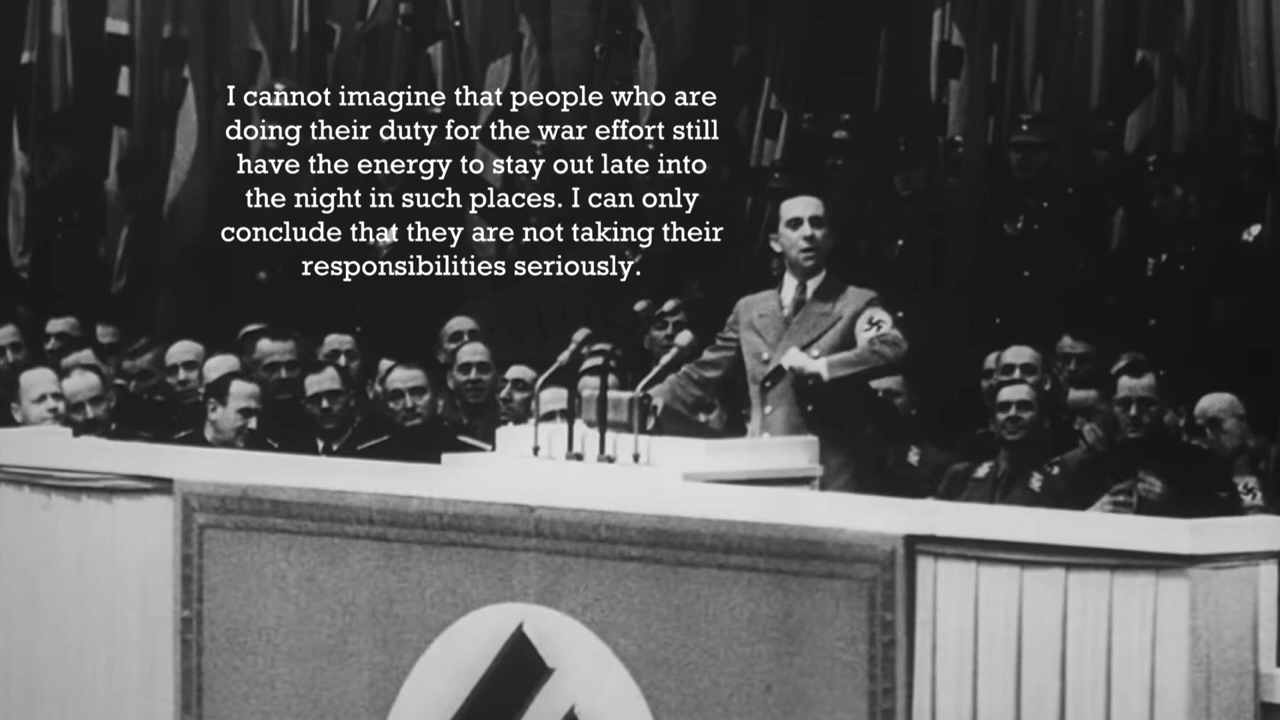 I cannot imagine that people who are
doing their duty for the war effort still
have the energy to stay out late into
the night in such places. I can only
conclude that they are not taking their
responsibilities seriously.